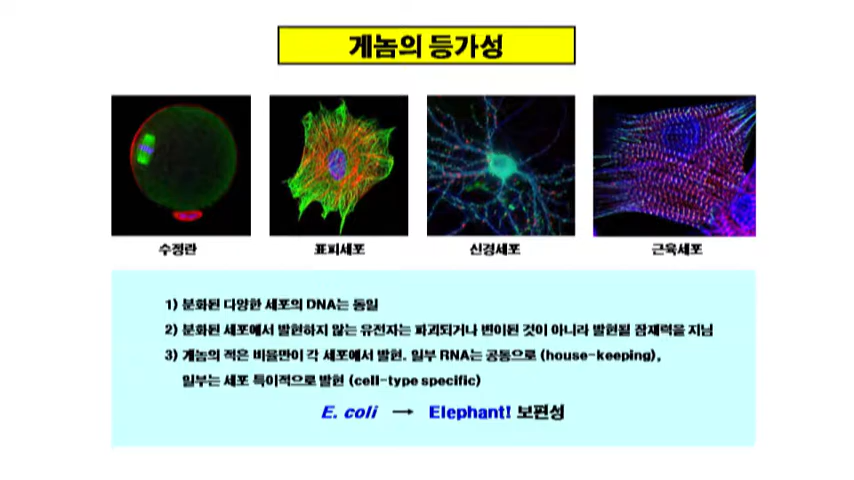 게놈의 등가성
수정란
표피세포
신경세포
근육세포
1) 분화된 다양한 세포의 DNA는 동일
2) 분화된 세포에서 발현하지 않는 유전자는 파괴되거나 변이된 것이 아니라 발현될 잠재력을 지님
3) 게놈의 적은 비율만이 각 세포에서 발현. 일부 RNA는 공통으로 (house-keeping),
일부는 세포 특이적으로 발현 (cell-type specific)
E. coli → Elephant! 보편성